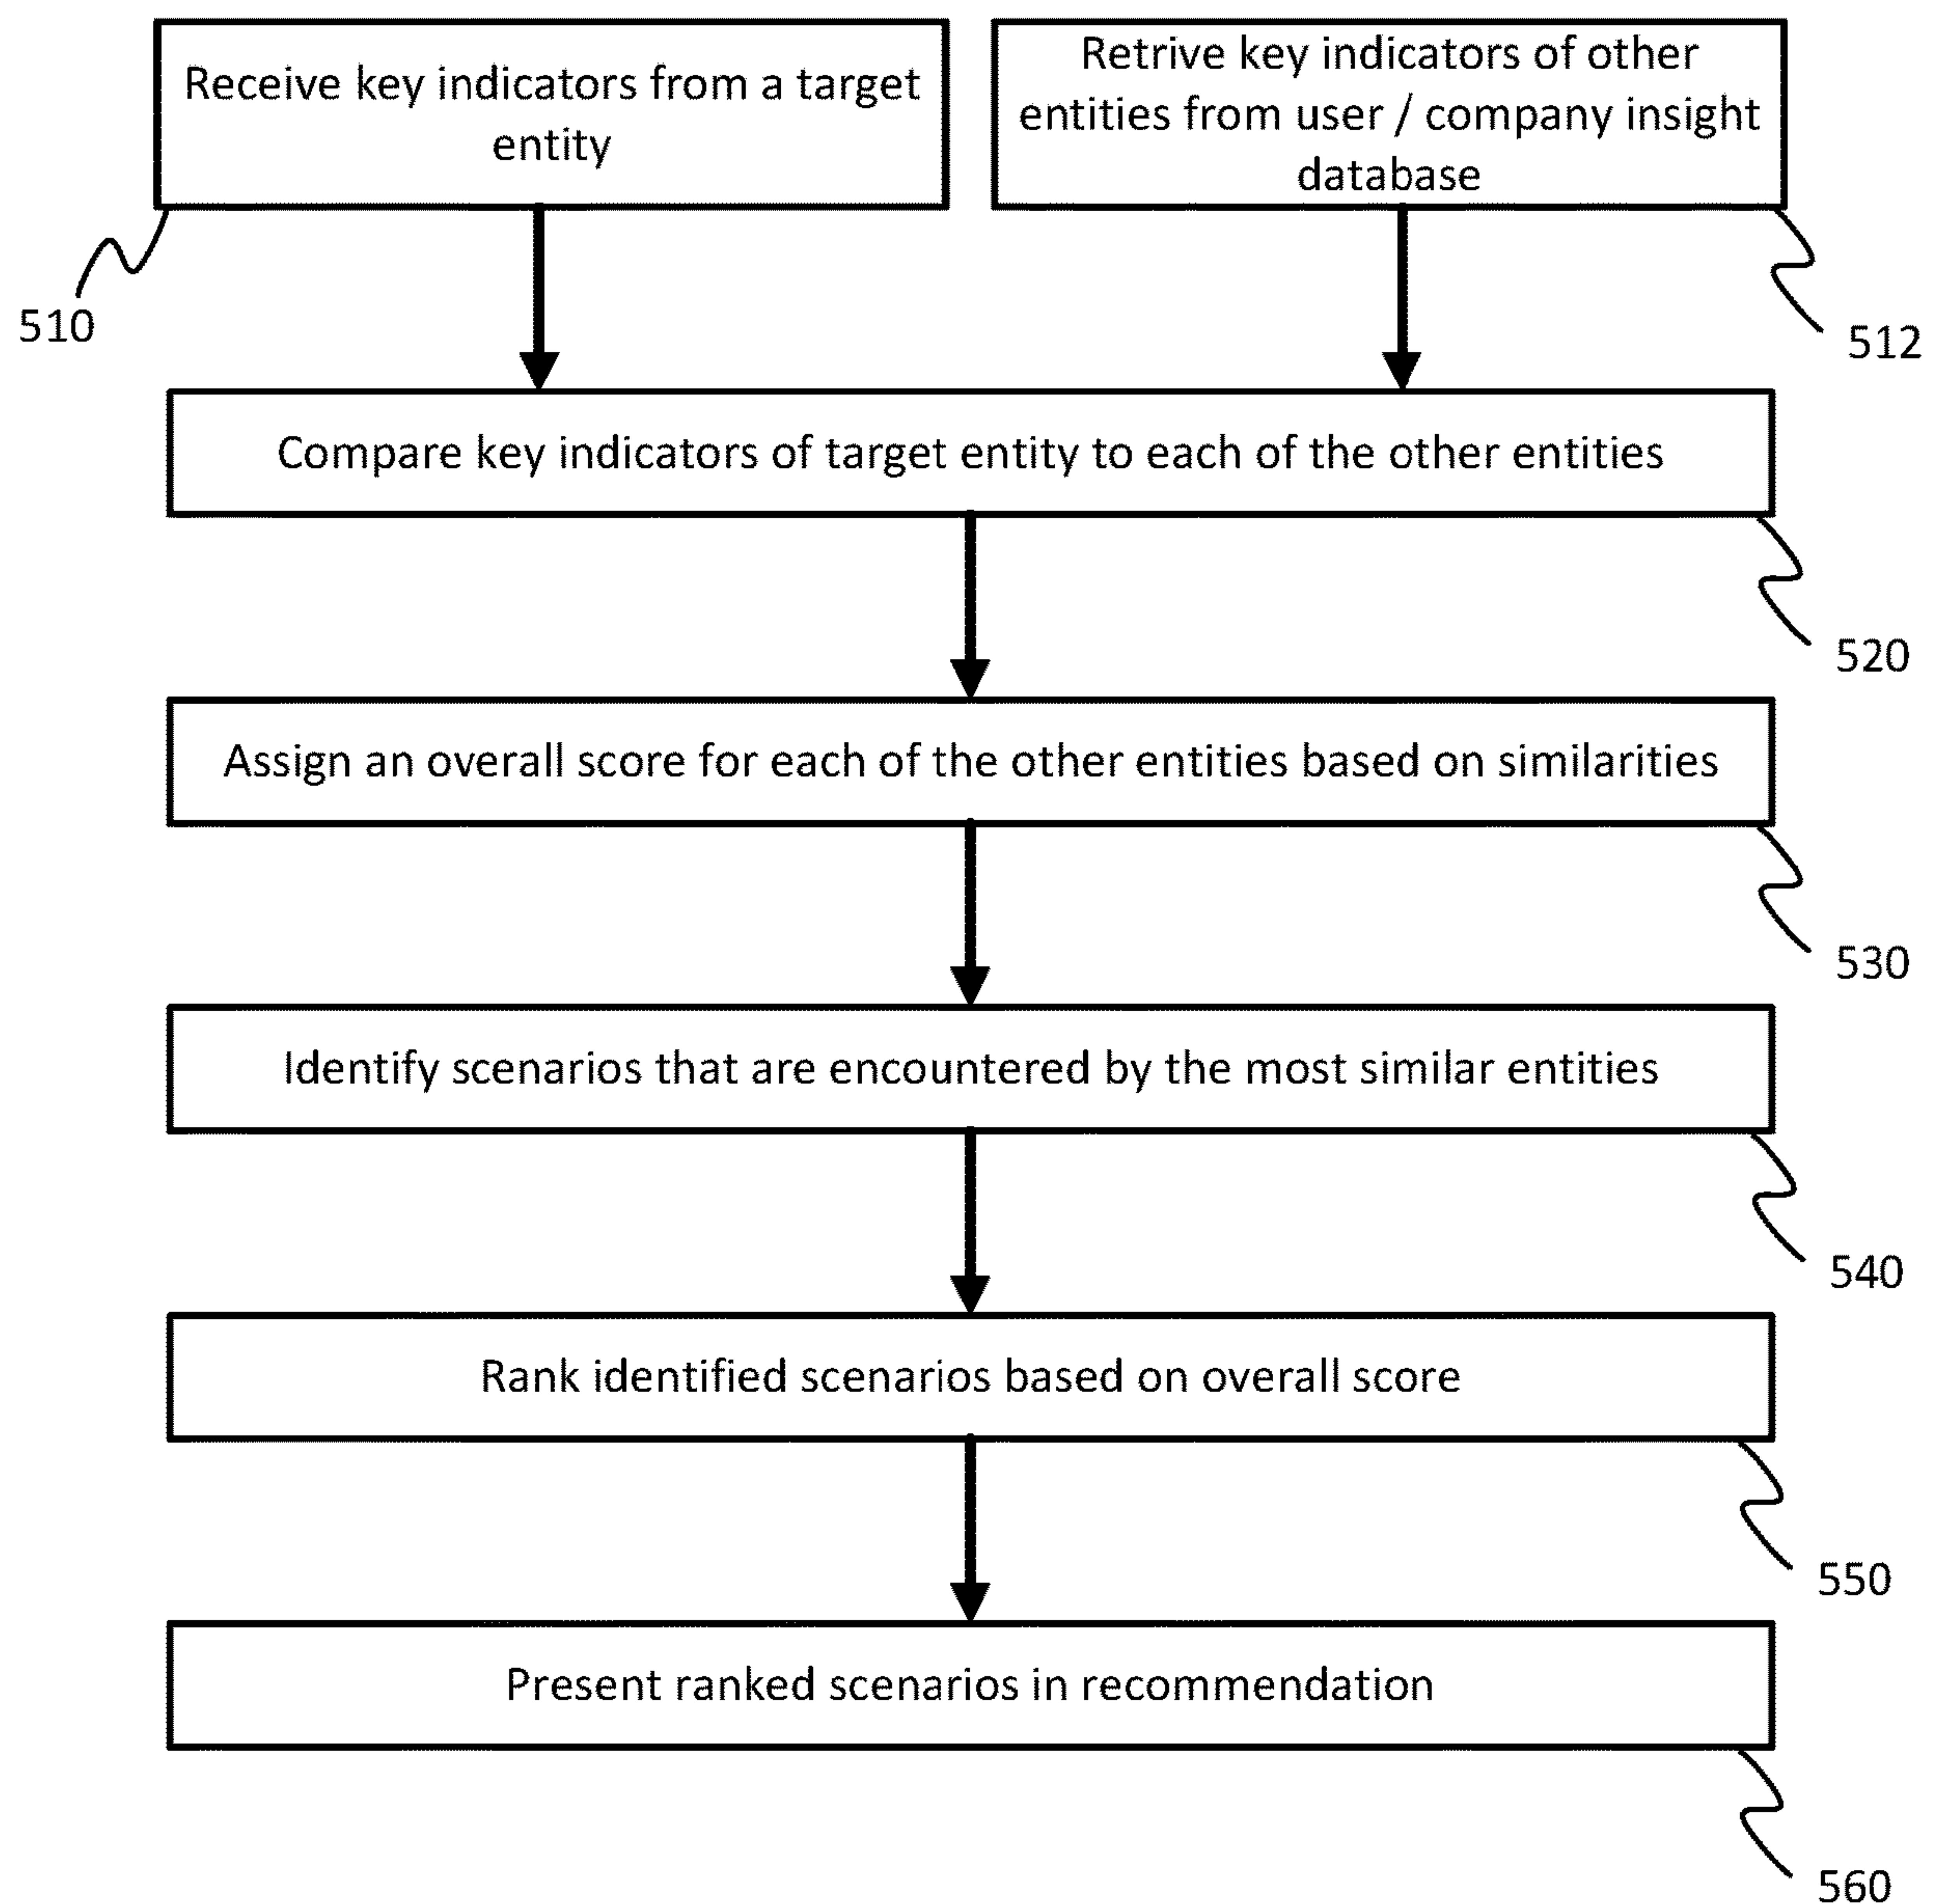 Receive key indicators from a target
entity
Retrive key indicators of other
entities from user / company insight
database
510
512
Compare key indicators of target entity to each of the other entities
520
Assign an overall score for each of the other entities based on similarities
530
Identify scenarios that are encountered by the most similar entities
540
Rank identified scenarios based on overall score
550
Present ranked scenarios in recommendation
560